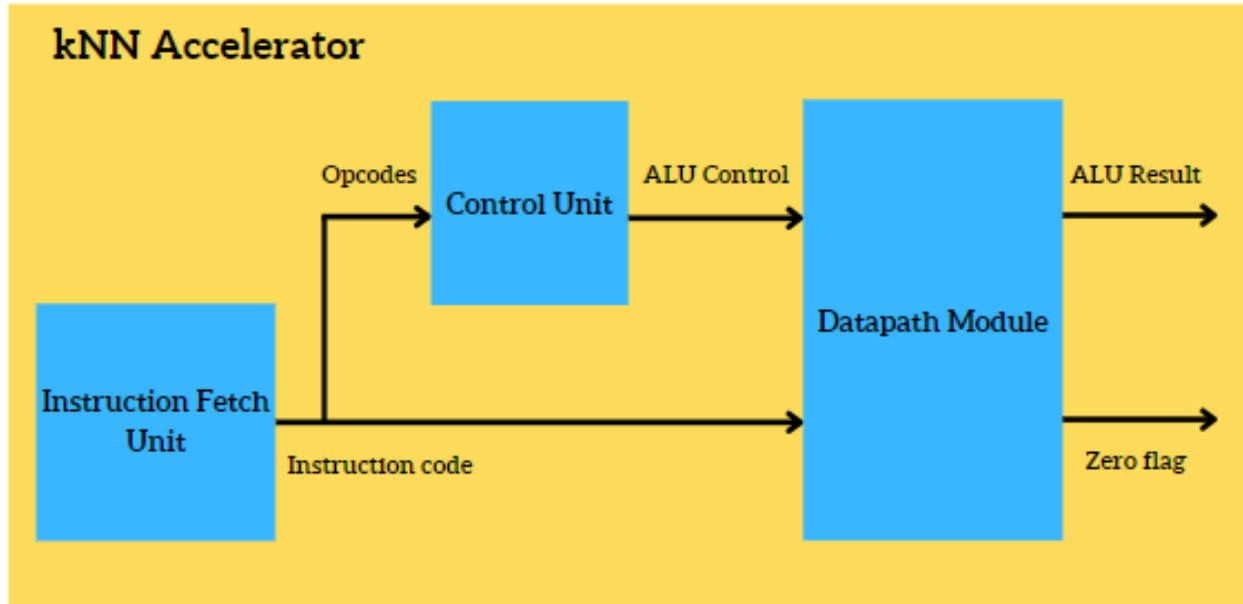 kNN Accelerator
Opcodes
Control Unit
ALU Control
ALU Result
Datapath Module
Instruction Fetch
Unit
Instruction code
Zero flag